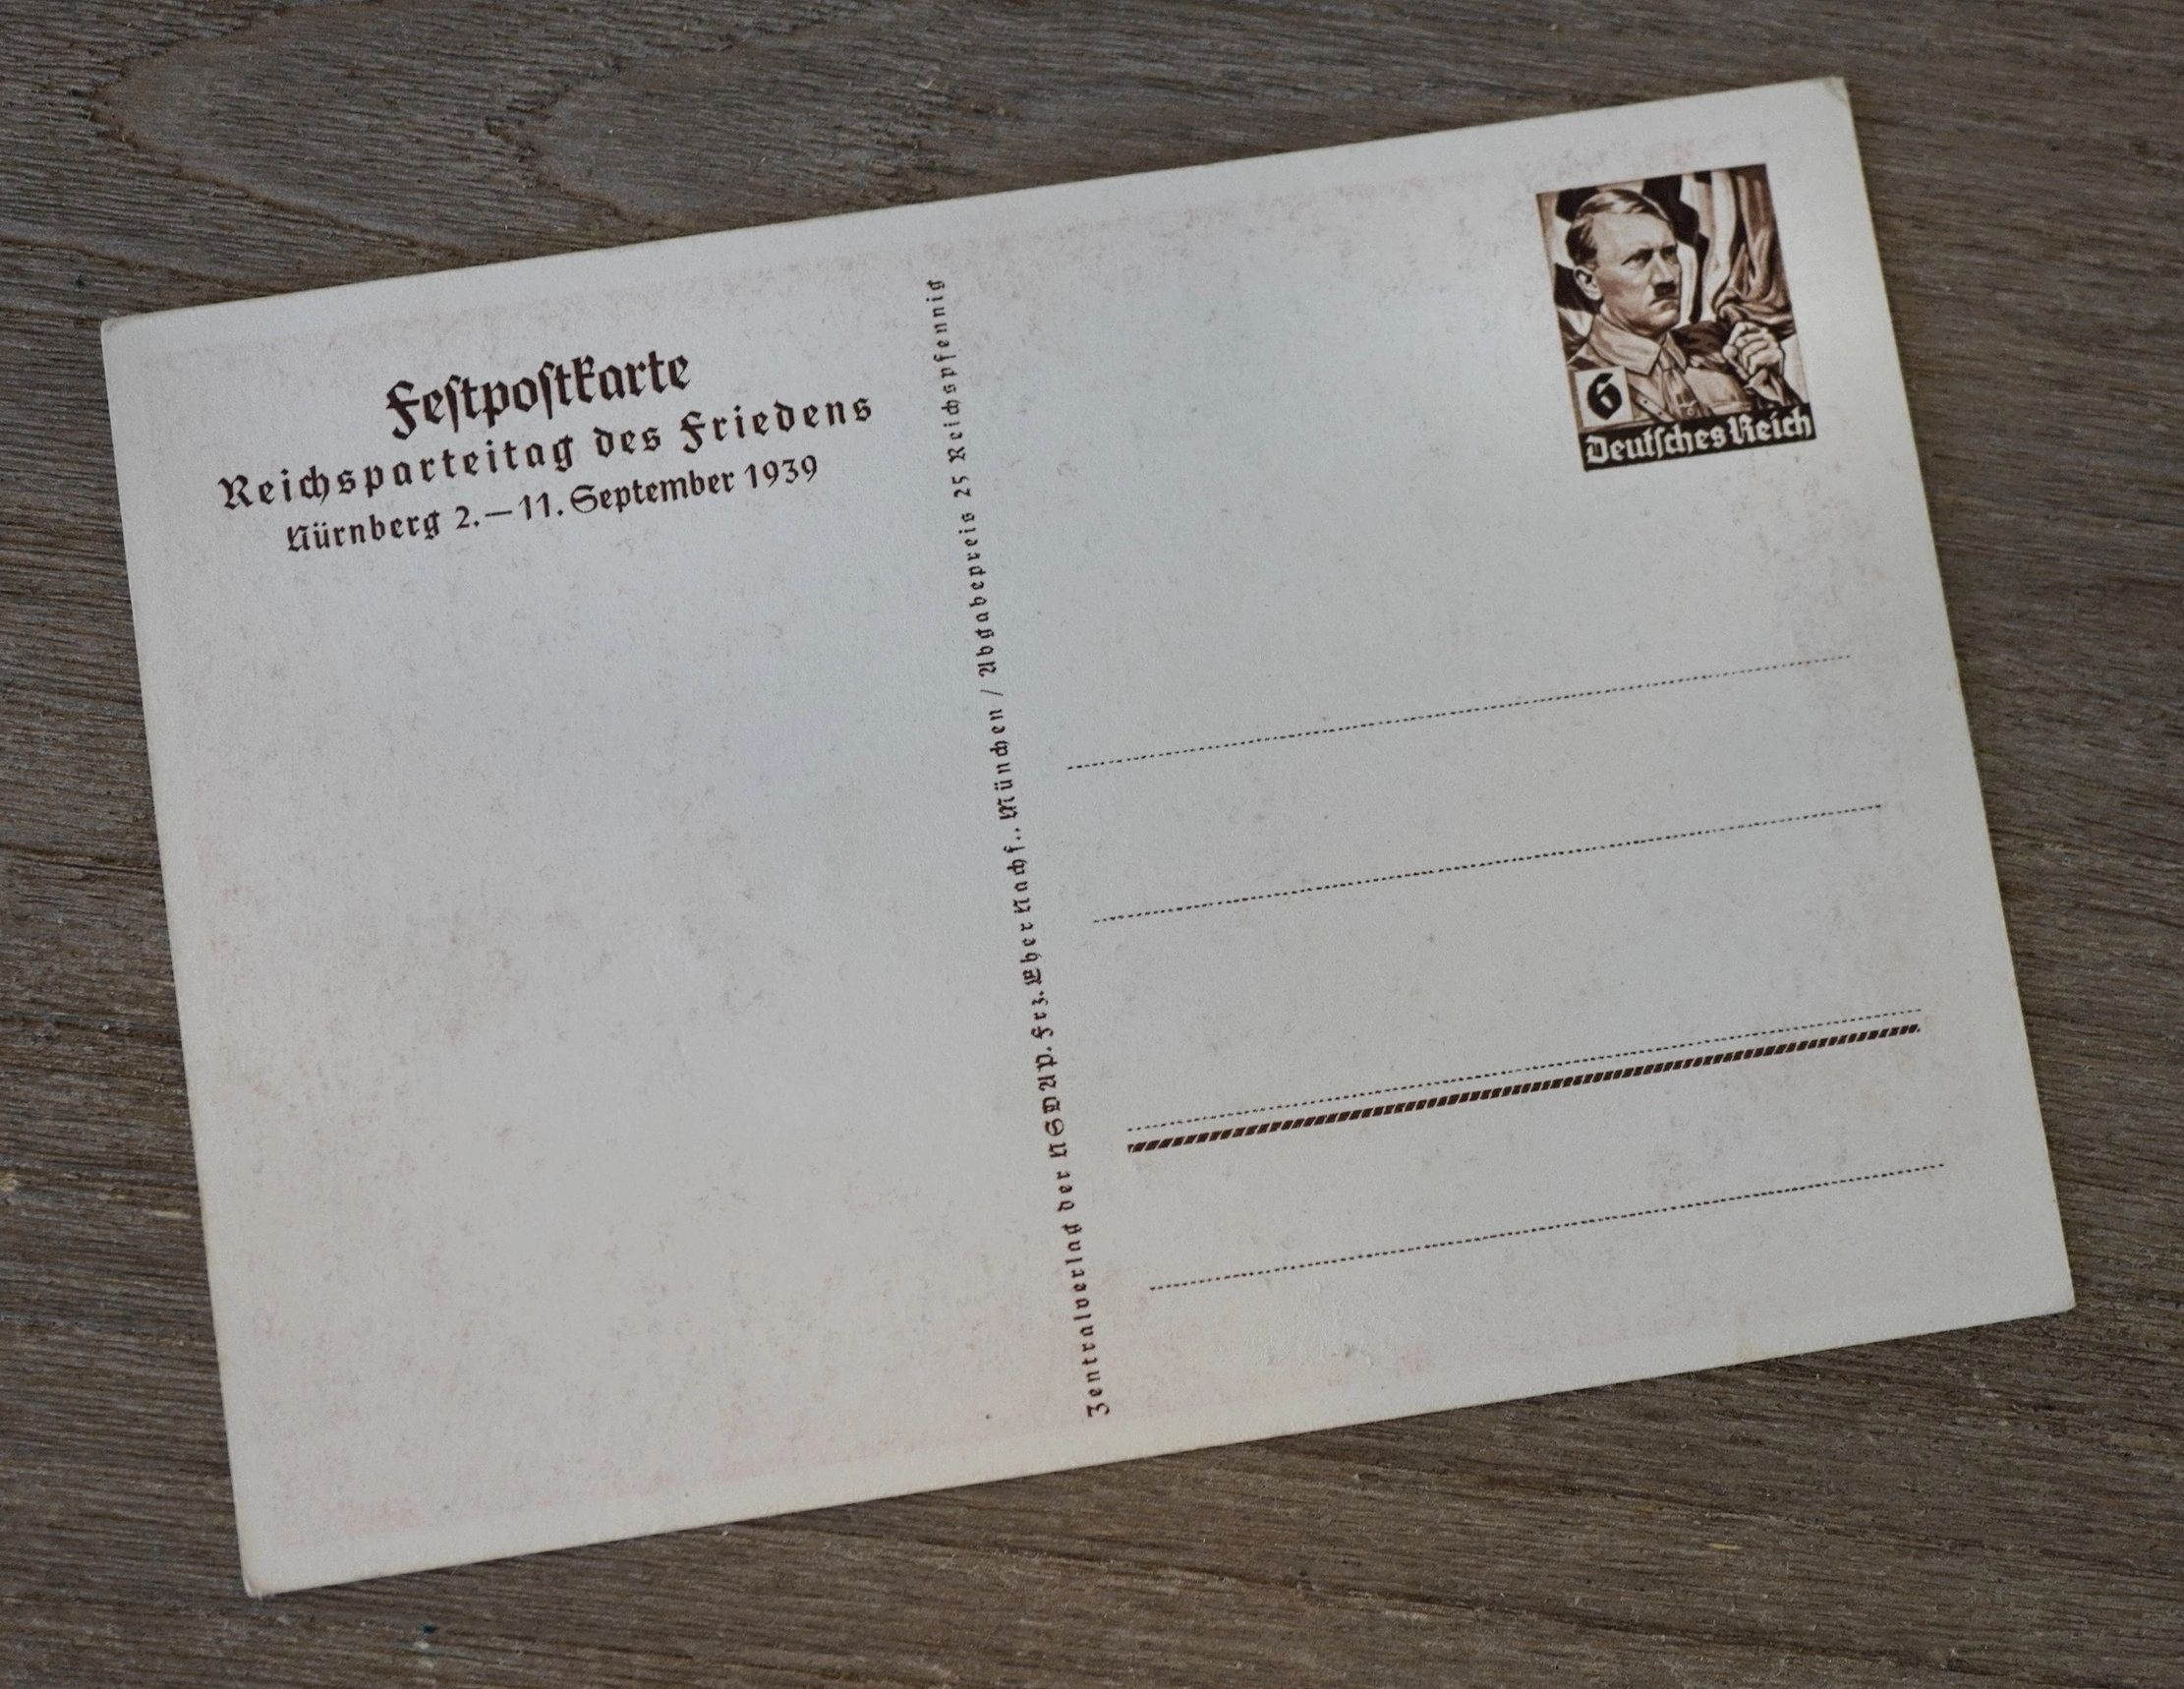 Festpostkarte
Reichsparteitag des Friedens
Nürnberg 2.—11. September 1939
Zentralverlag der NSDAP. Frz. Eher Nachf., München / Abgabepreis 25 Reichspfennig
6
Deutsches Reich